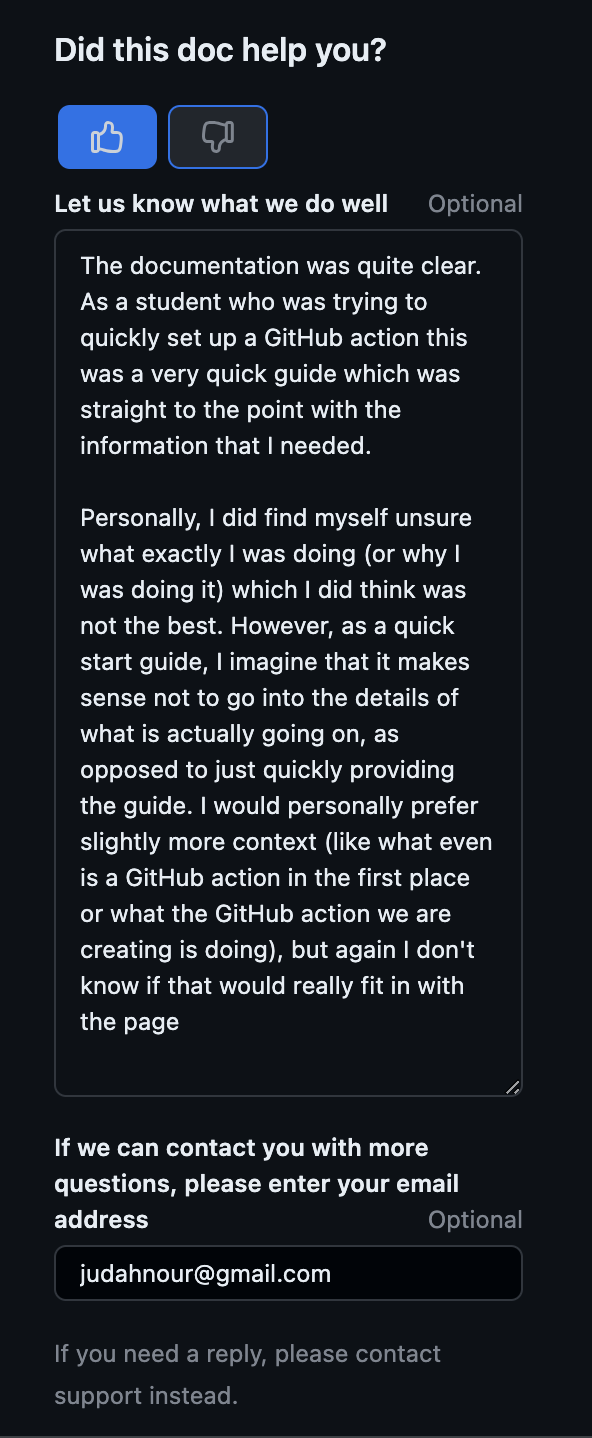 Did this doc help you?
Let us know what we do well Optional
The documentation was quite clear.
As a student who was trying to
quickly set up a GitHub action this
was a very quick guide which was
straight to the point with the
information that I needed.
Personally, I did find myself unsure
what exactly I was doing (or why I
was doing it) which I did think was
not the best. However, as a quick
start guide, I imagine that it makes
sense not to go into the details of
what is actually going on, as
opposed to just quickly providing
the guide. I would personally prefer
slightly more context (like what even
is a GitHub action in the first place
or what the GitHub action we are
creating is doing), but again I don't
know if that would really fit in with
the page
If we can contact you with more
questions, please enter your email
address Optional
judahnour@gmail.com
If you need a reply, please contact
support instead.